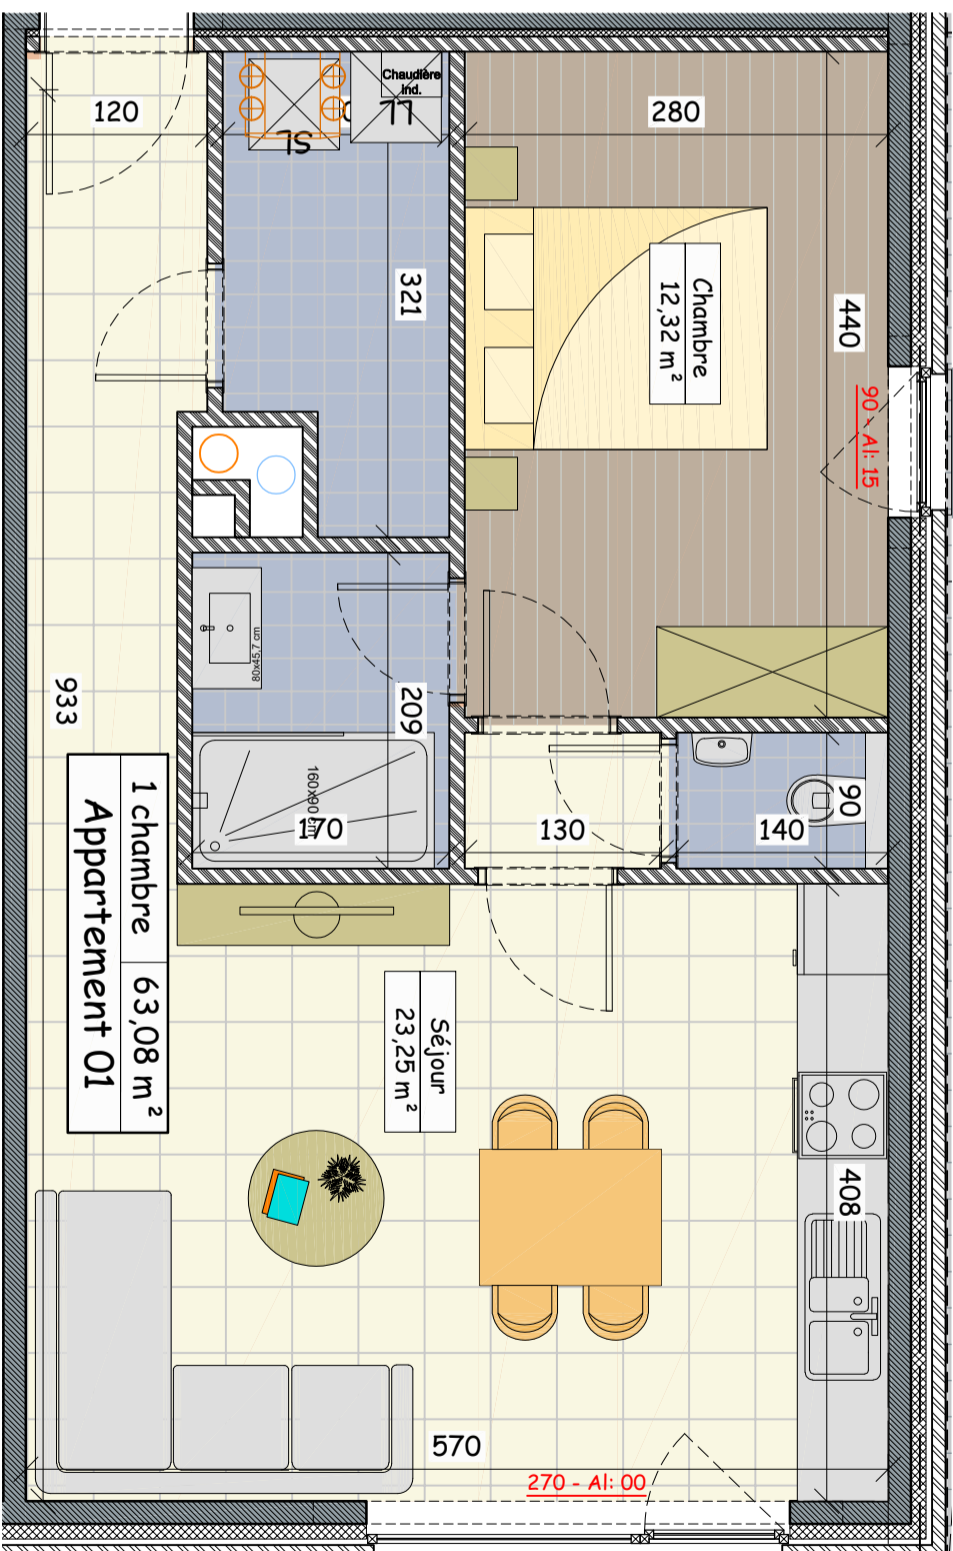 Chaudière
ind.
LL
SL
120
280
321
440
Chambre
12,32 m²
90 - Al: 15
933
80x45.7 cm
209
160x90 cm
170
130
140
90
1 chambre 63,08 m²
Appartement 01
Séjour
23,25 m²
408
570
270 - Al: 00